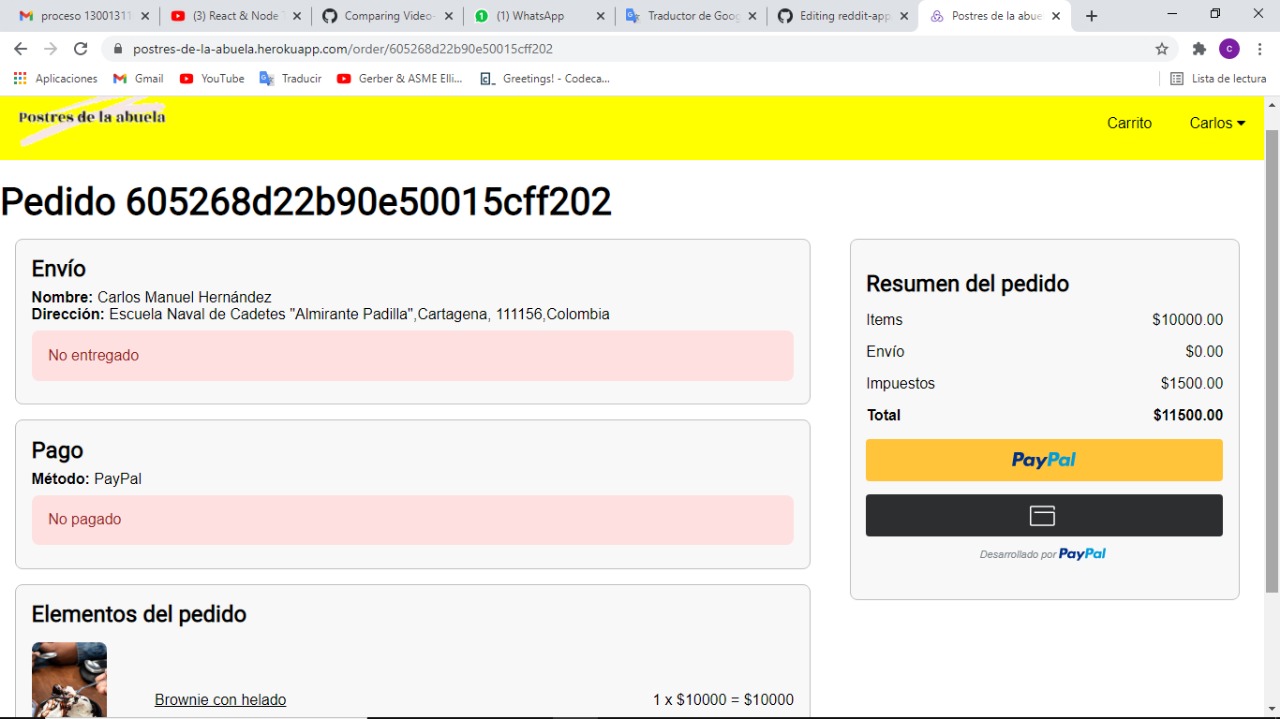 proceso 13001311
(3) React & Node T
Comparing Video-
(1) WhatsApp
Traductor de Goog
Editing reddit-app
Postres de la abue
postres-de-la-abuela.herokuapp.com/order/605268d22b90e50015cff202
c
Aplicaciones
Gmail
YouTube
Traducir
Gerber & ASME Elli...
Greetings! - Codeca...
Lista de lectura
Postres de la abuela
Carrito
Carlos
Pedido 605268d22b90e50015cff202
Envío
Nombre: Carlos Manuel Hernández
Dirección: Escuela Naval de Cadetes "Almirante Padilla",Cartagena, 111156,Colombia
No entregado
Pago
Método: PayPal
No pagado
Elementos del pedido
Brownie con helado
1 x $10000 = $10000
Resumen del pedido
Items $10000.00
Envío $0.00
Impuestos $1500.00
Total $11500.00
PayPal
Desarrollado por PayPal